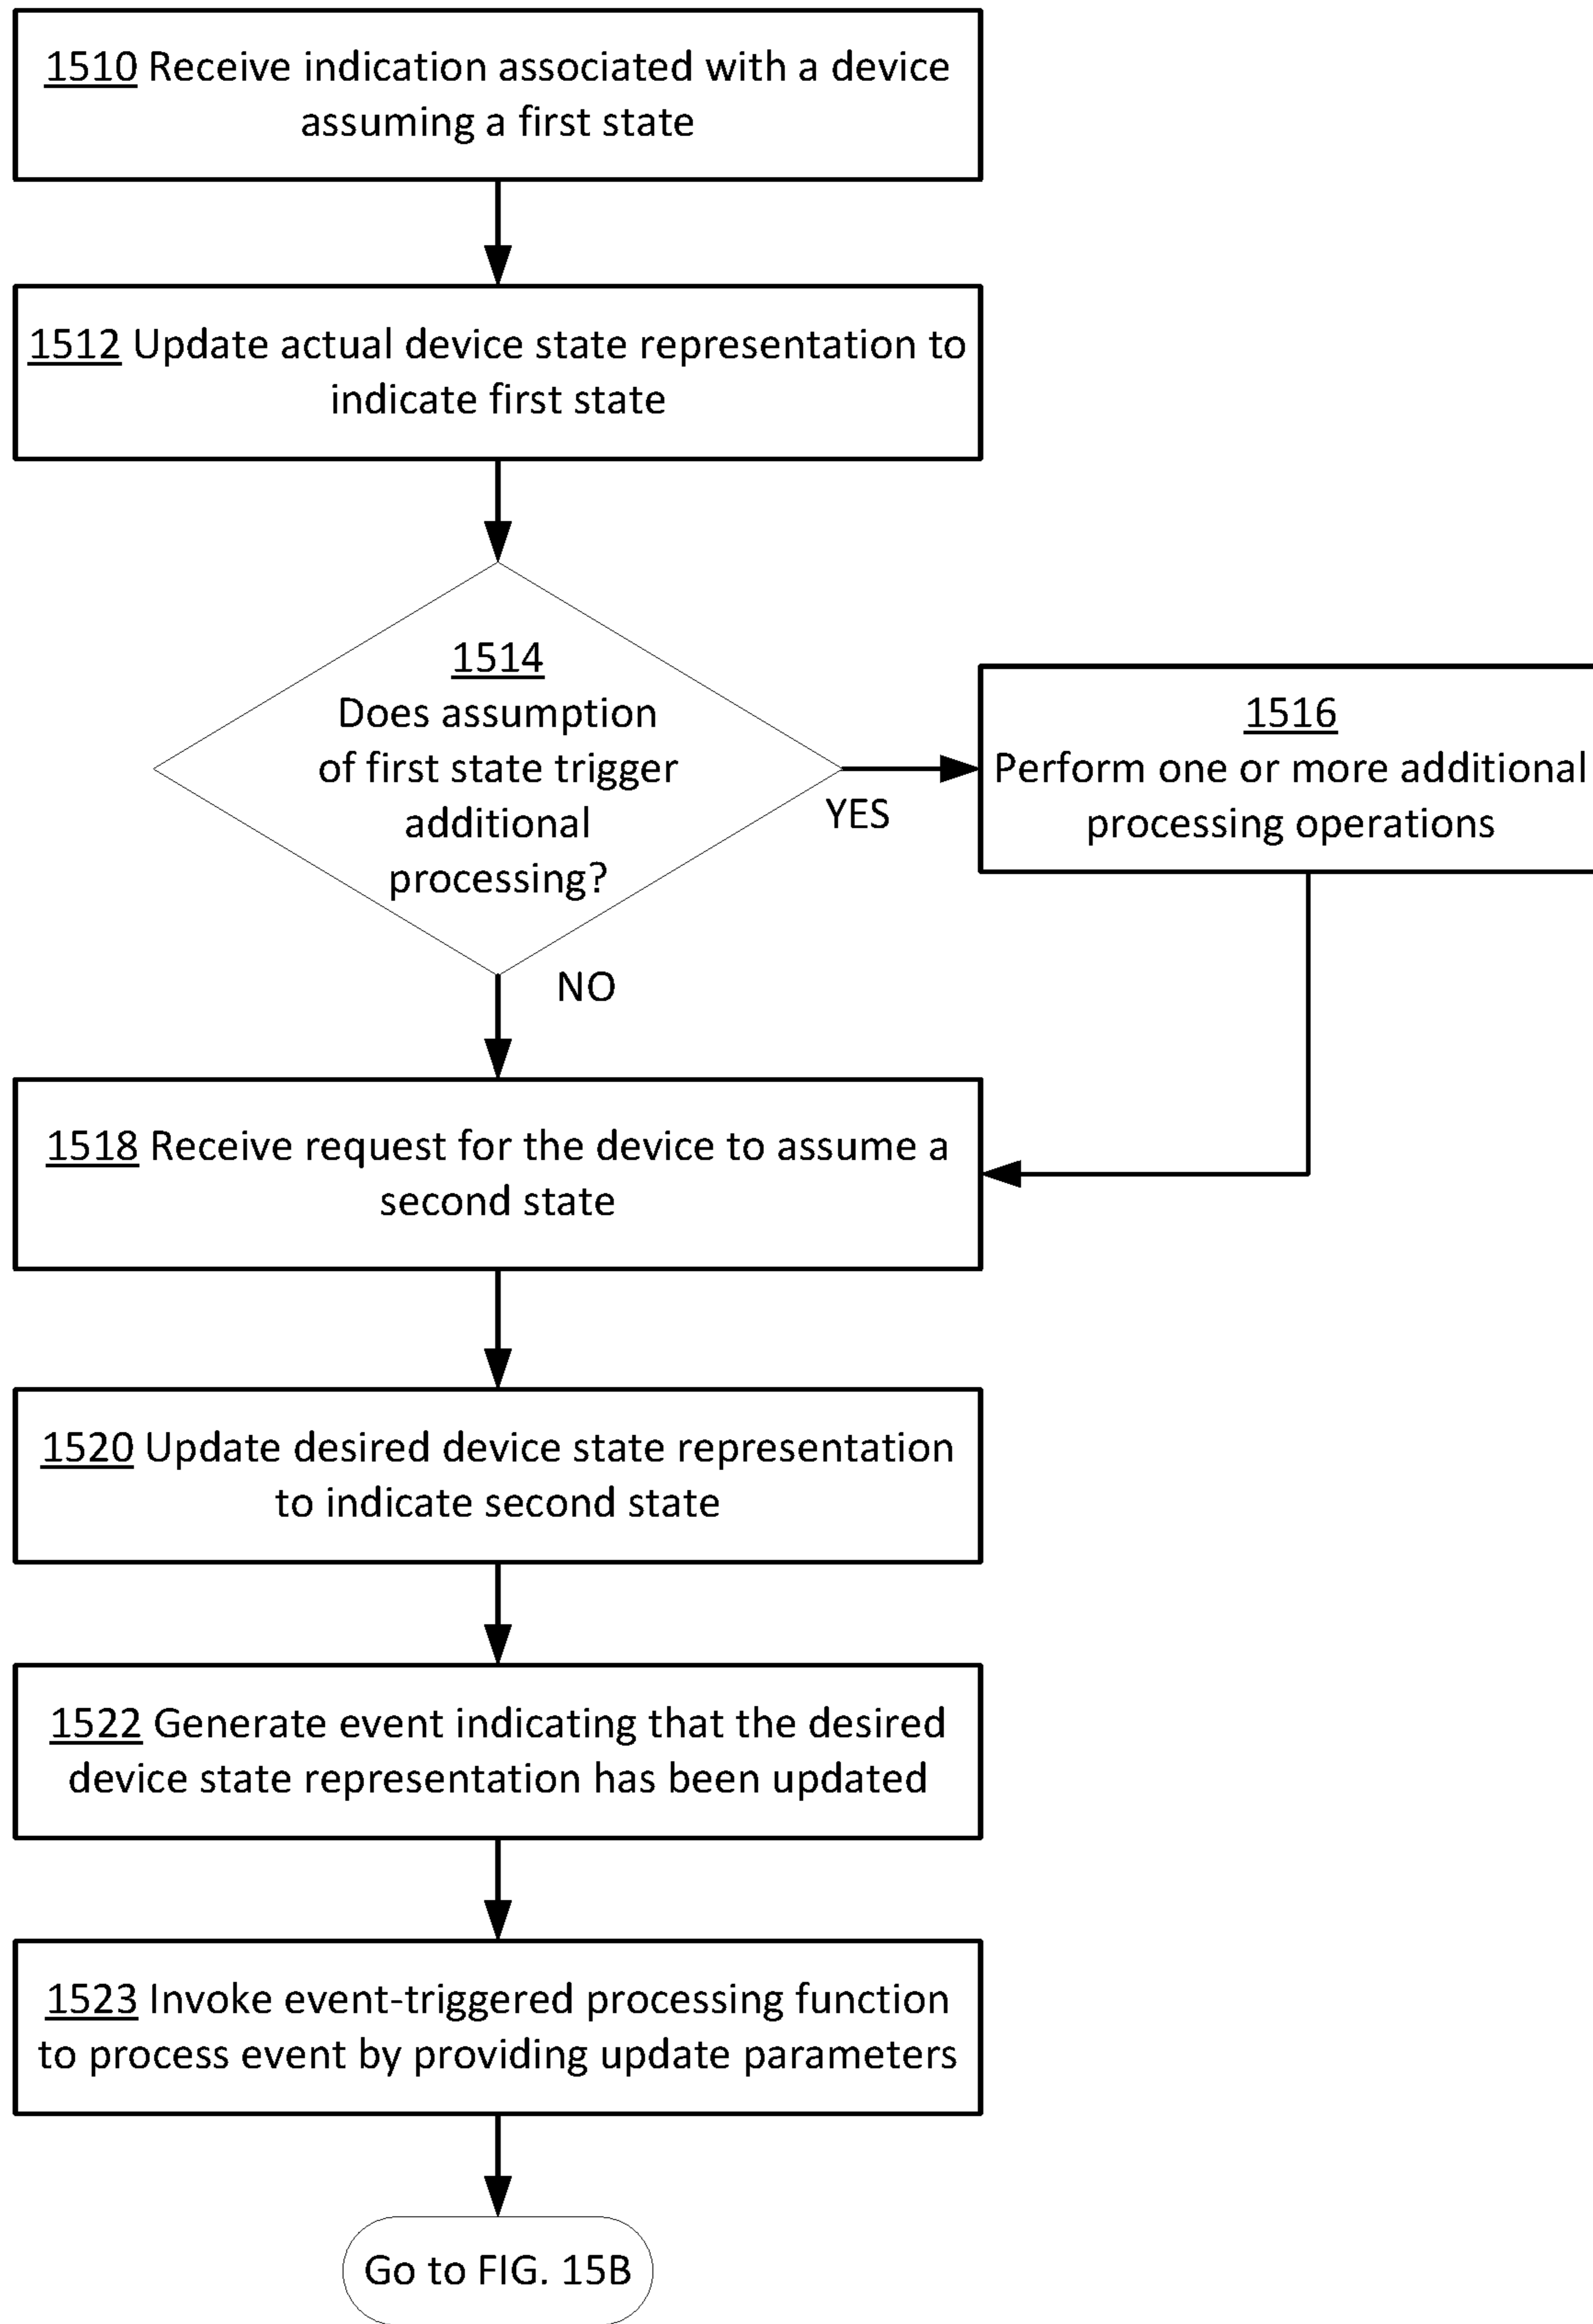 1510 Receive indication associated with a device
assuming a first state
1512 Update actual device state representation to
indicate first state
1514
Does assumption
of first state trigger
additional
processing?
YES
1516
Perform one or more additional
processing operations
NO
1518 Receive request for the device to assume a
second state
1520 Update desired device state representation
to indicate second state
1522 Generate event indicating that the desired
device state representation has been updated
1523 Invoke event-triggered processing function
to process event by providing update parameters
Go to FIG. 15B